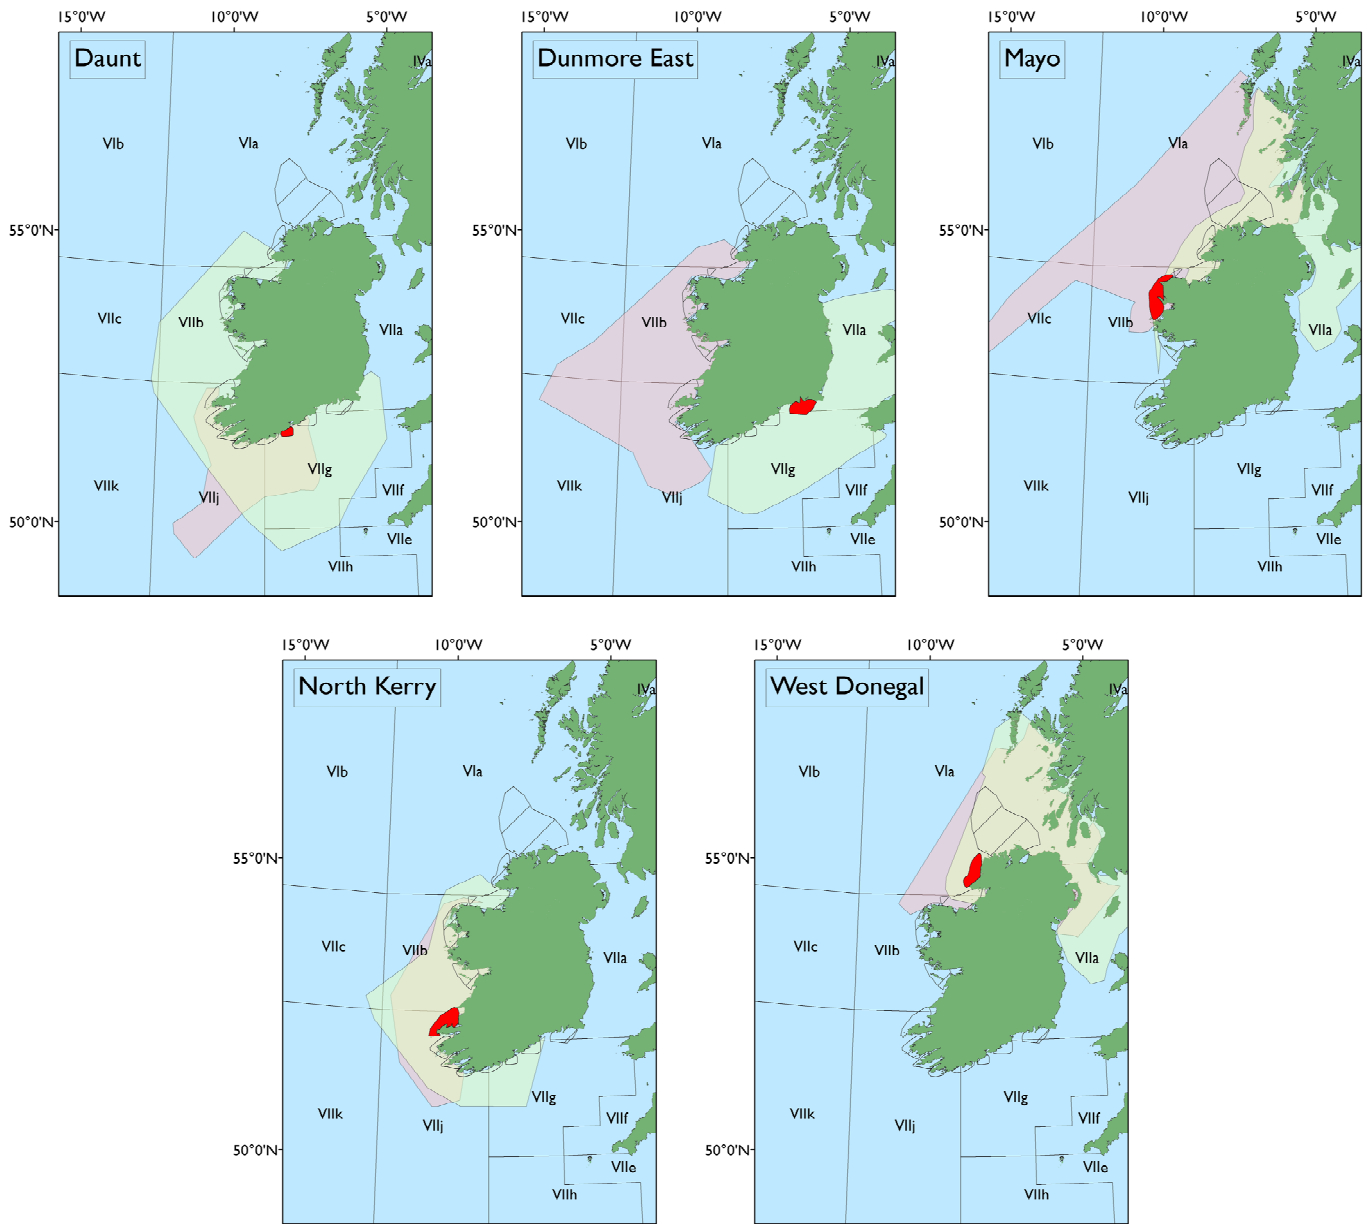 15°0'W 10°0'W 5°0'W 15°0'W 10°0'W 5°0'W 15°0'W 10°0'W 5°0'W
Daunt
IVa
VIb
VIa
55°0'N
VIIc
VIIb
VIIa
VIIg
VIIk
VIIj
VIIf
50°0'N
VIIe
VIIh
Dunmore East
IVa
VIb
VIa
55°0'N
VIIc
VIIb
VIIa
VIIg
VIIk
VIIj
VIIf
50°0'N
VIIe
VIIh
Mayo
IVa
VIb
VIa
55°0'N
VIIc
VIIb
VIIa
VIIg
VIIk
VIIj
VIIf
50°0'N
VIIe
VIIh
15°0'W 10°0'W 5°0'W 15°0'W 10°0'W 5°0'W
North Kerry
IVa
VIb
VIa
55°0'N
VIIc
VIIb
VIIa
VIIg
VIIk
VIIj
VIIf
50°0'N
VIIe
VIIh
West Donegal
IVa
VIb
VIa
55°0'N
VIIc
VIIb
VIIa
VIIg
VIIk
VIIj
VIIf
50°0'N
VIIe
VIIh